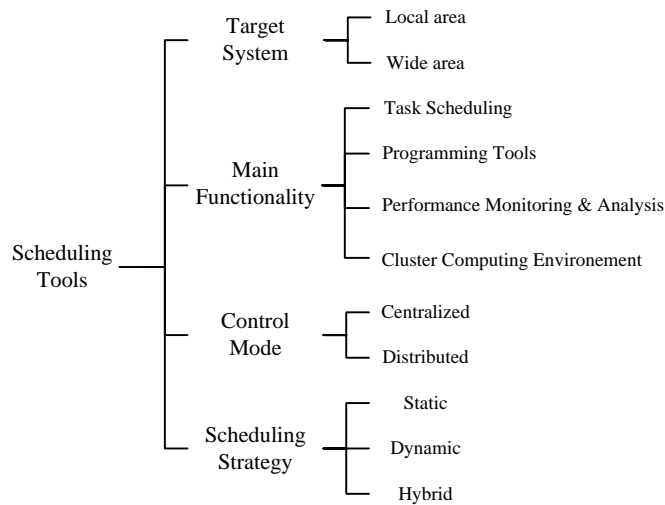 Scheduling
Tools
Target
System
Local area
Wide area
Main
Functionality
Task Scheduling
Programming Tools
Performance Monitoring & Analysis
Cluster Computing Environement
Control
Mode
Centralized
Distributed
Scheduling
Strategy
Static
Dynamic
Hybrid